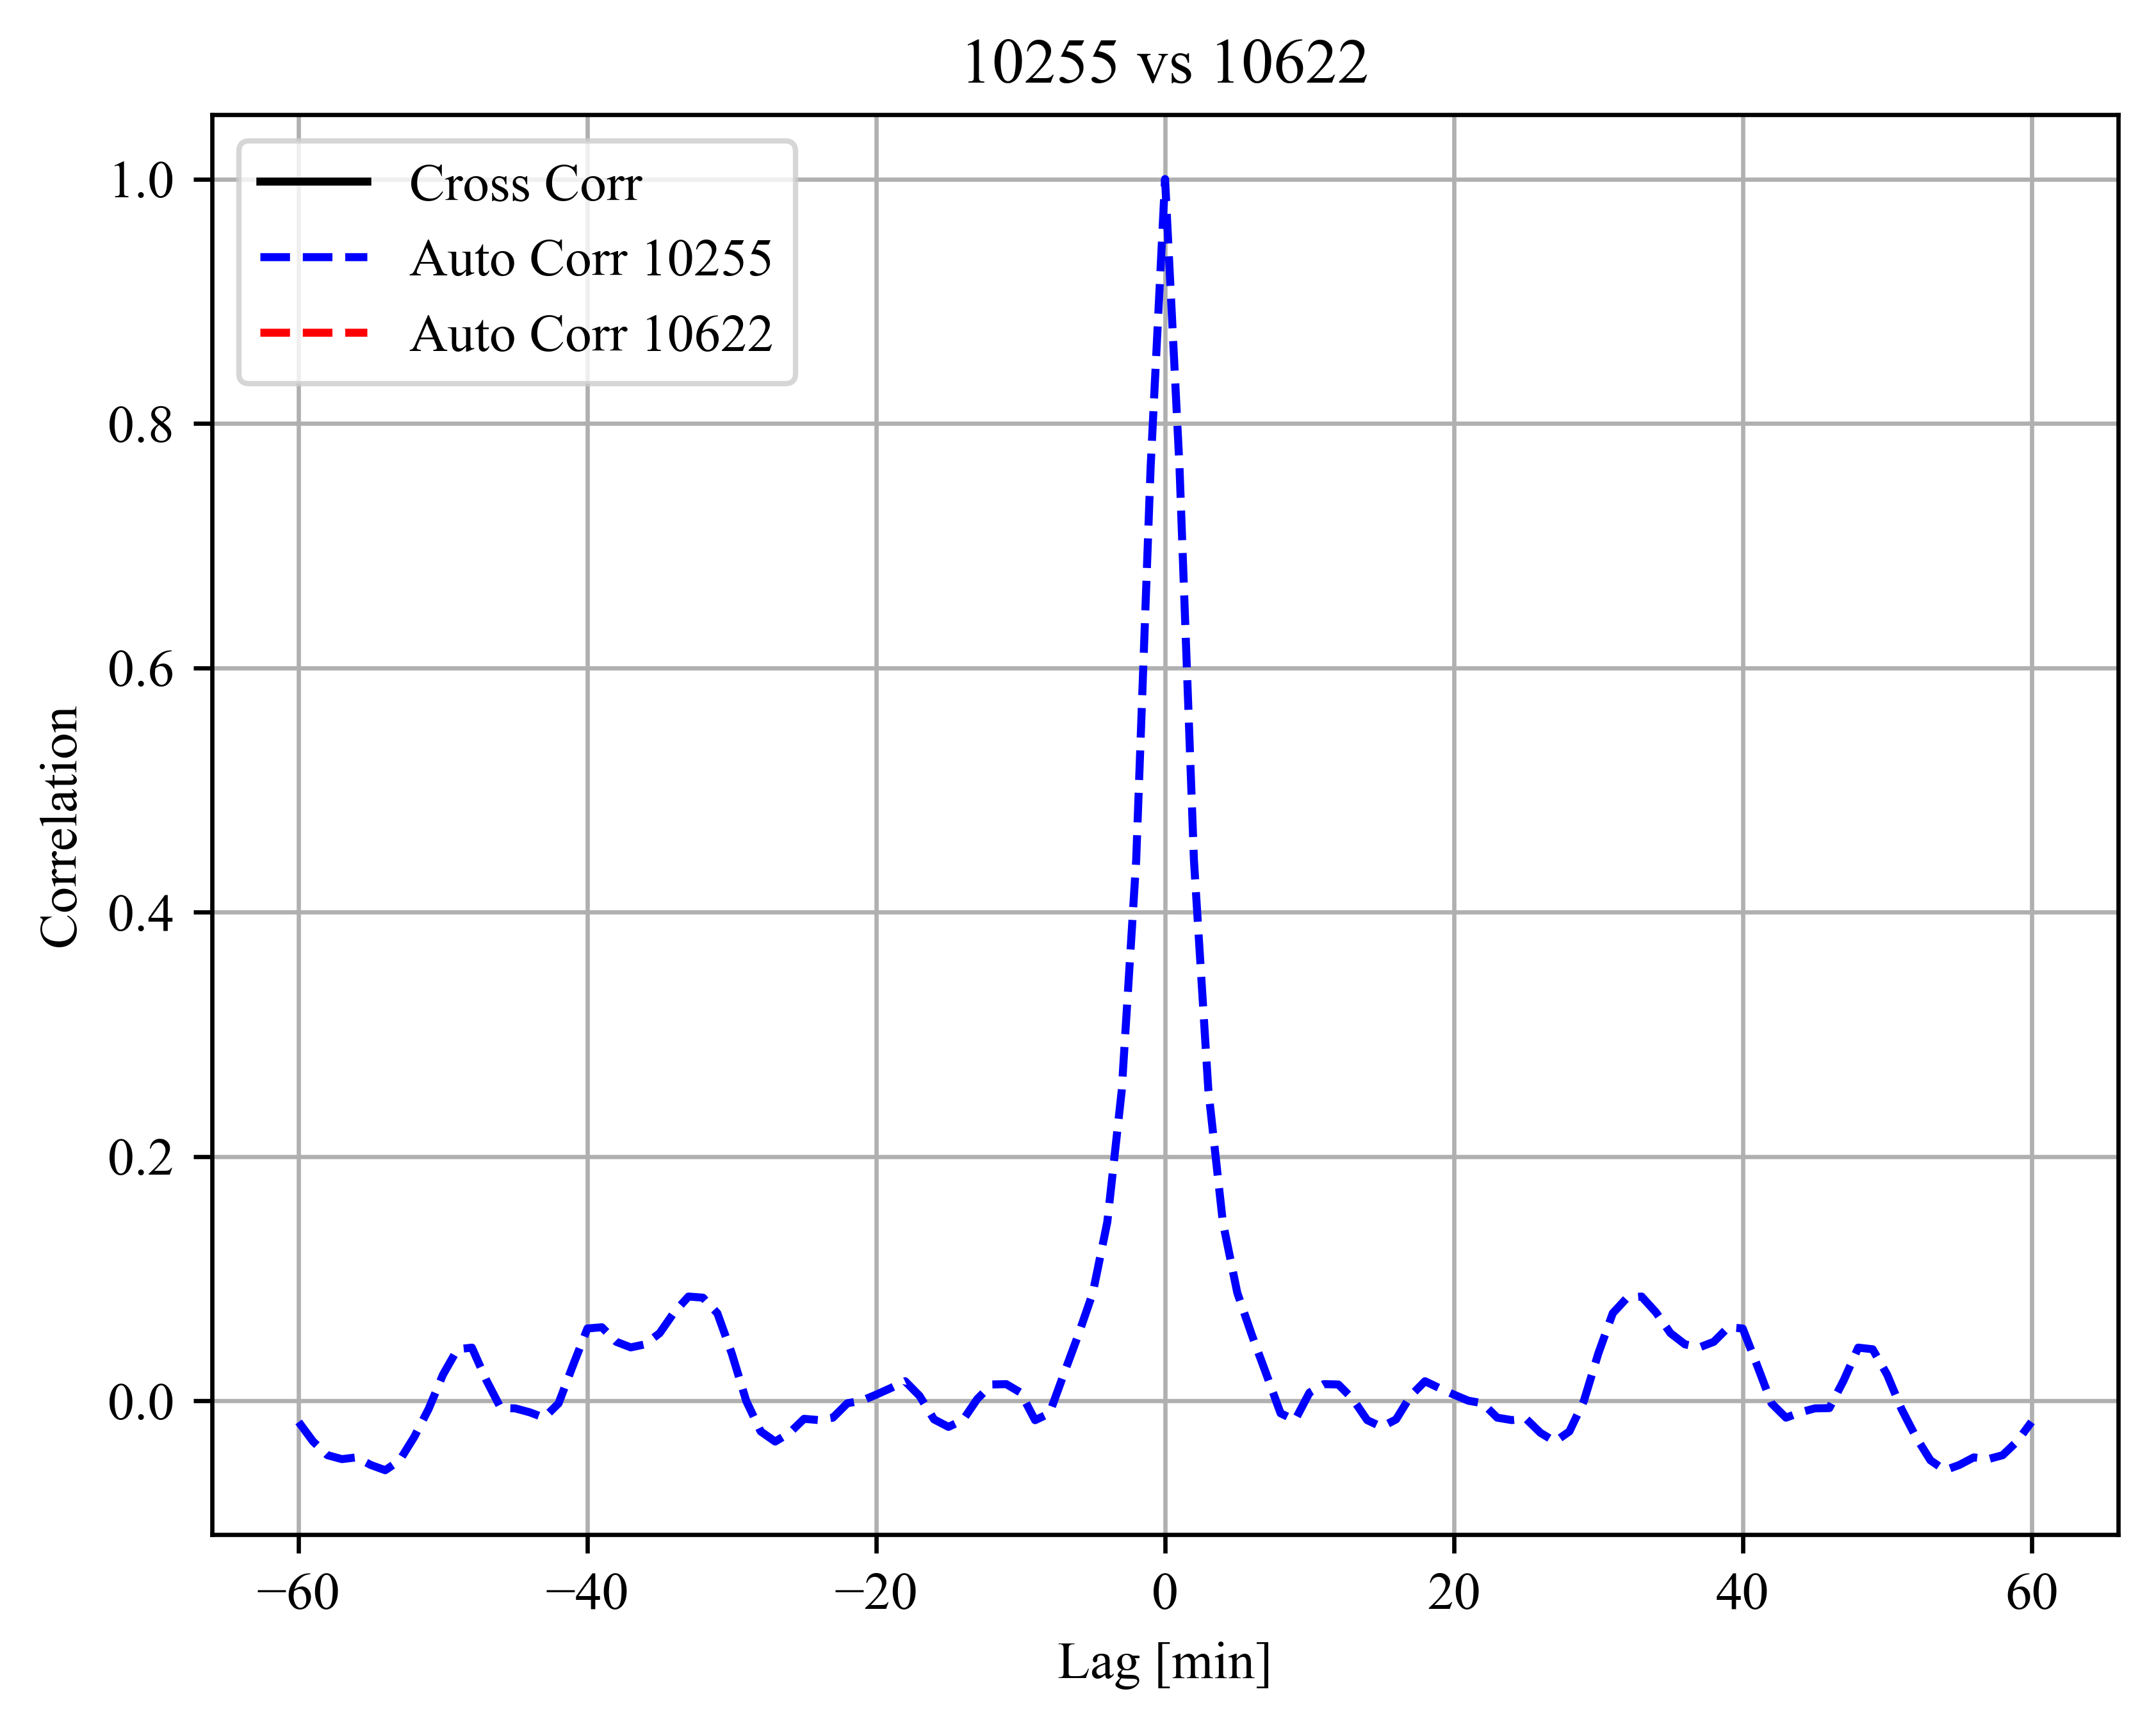 10255 vs 10622
Cross Corr
Auto Corr 10255
Auto Corr 10622
1.0
0.8
0.6
0.4
0.2
0.0
Correlation
−60 −40 −20 0 20 40 60
Lag [min]